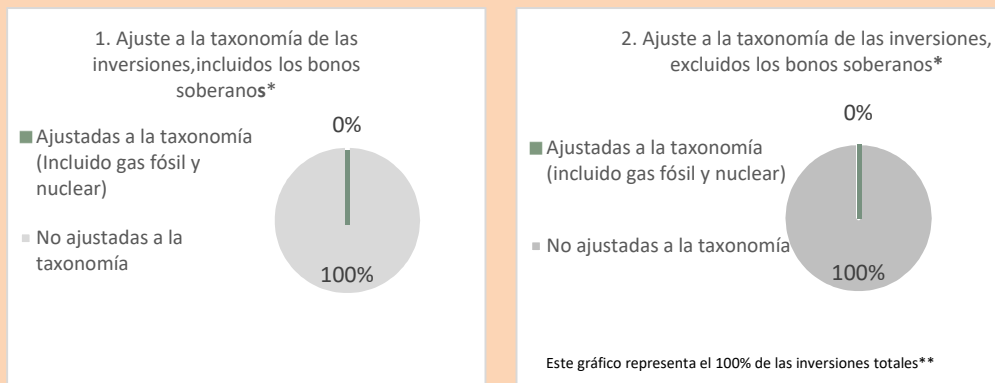 1. Ajuste a la taxonomía de las
inversiones,incluidos los bonos
soberanos*
Ajustadas a la taxonomía
(Incluido gas fósil y
nuclear)
No ajustadas a la
taxonomía
0%
100%
2. Ajuste a la taxonomía de las inversiones,
excluidos los bonos soberanos*
Ajustadas a la taxonomía
(incluido gas fósil y nuclear)
No ajustadas a la taxonomía
0%
100%
Este gráfico representa el 100% de las inversiones totales**